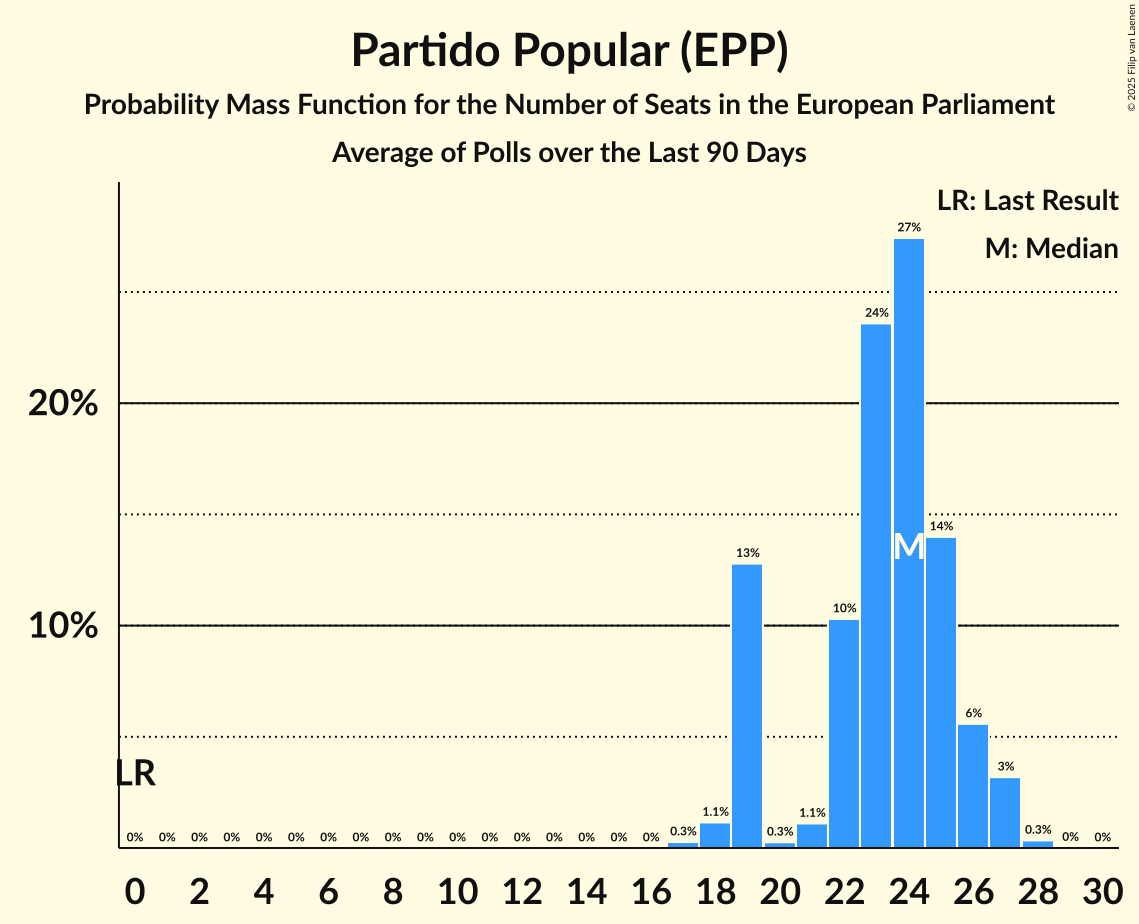 Partido Popular (EPP)
Probability Mass Function for the Number of Seats in the European Parliament
Average of Polls over the Last 90 Days
© 2025 Filip van Laenen
LR: Last Result
M: Median
27%
24%
20%
14%
M
13%
10%
10%
6%
LR
3%
0% 0% 0% 0% 0% 0% 0% 0% 0% 0% 0% 0% 0% 0% 0% 0% 0% 0.3% 1.1% 0.3% 1.1% 0.3% 0% 0%
0 2 4 6 8 10 12 14 16 18 20 22 24 26 28 30